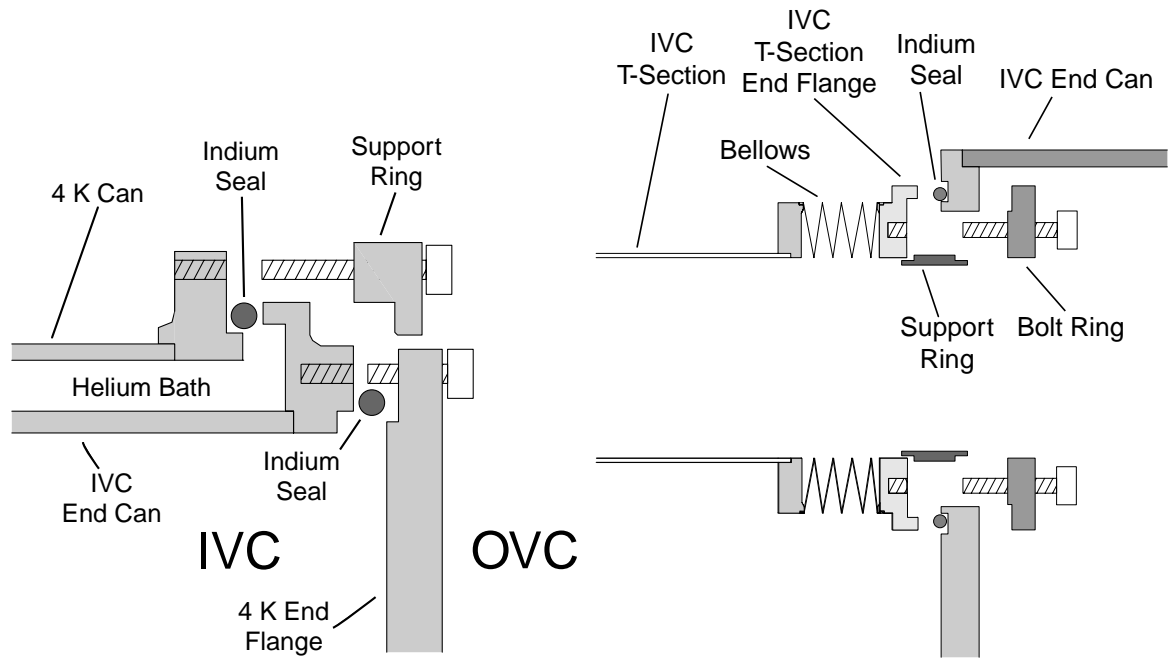 Indium
Seal
Support
Ring
4 K Can
Helium Bath
Indium
Seal
IVC
End Can
IVC
OVC
4 K End
Flange
IVC
T-Section
IVC
T-Section
End Flange
Indium
Seal
IVC End Can
Bellows
Support
Ring
Bolt Ring